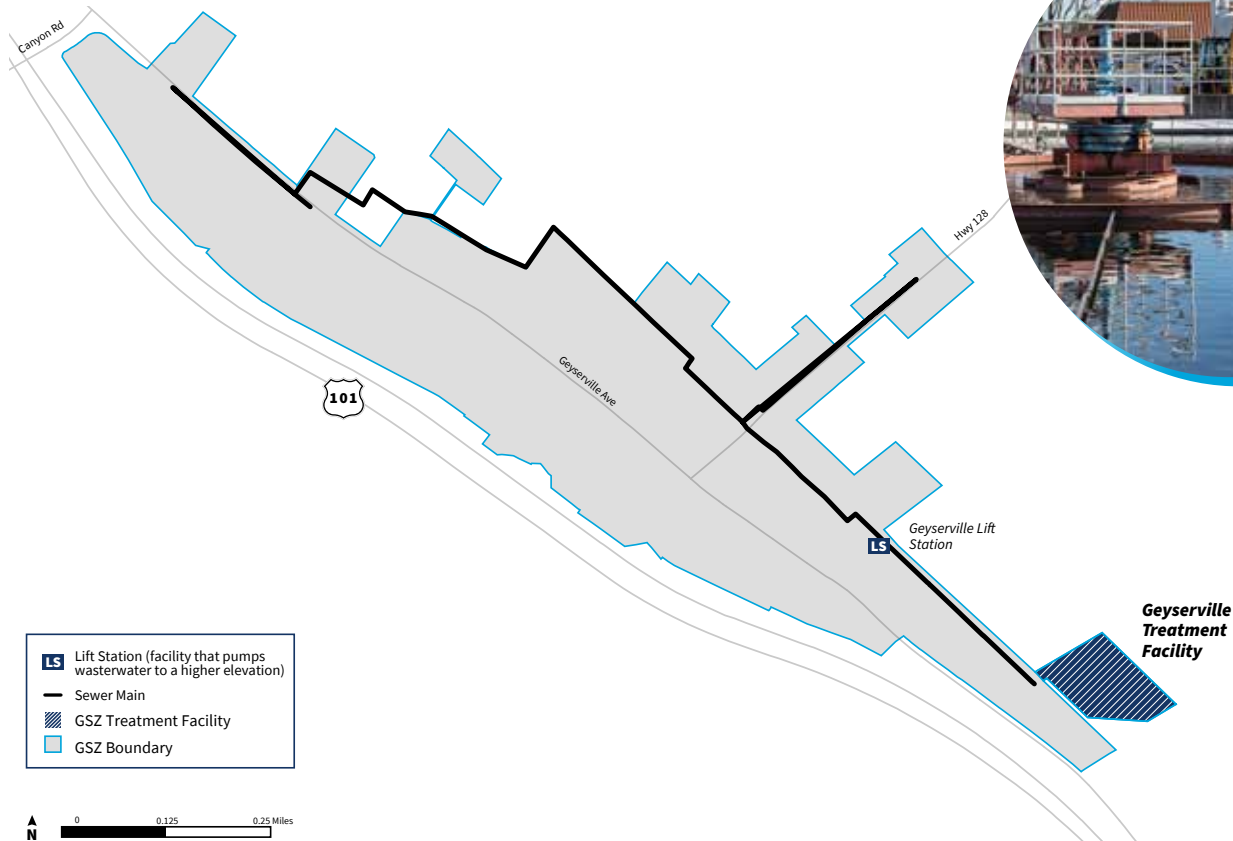 Canyon Rd
Hwy 128
Geyserville Ave
101
LS
Geyserville Lift
Station
Geyserville
Treatment
Facility
LS
Lift Station (facility that pumps
wasterwater to a higher elevation)
Sewer Main
GSZ Treatment Facility
GSZ Boundary
N
0
0.125
0.25 Miles